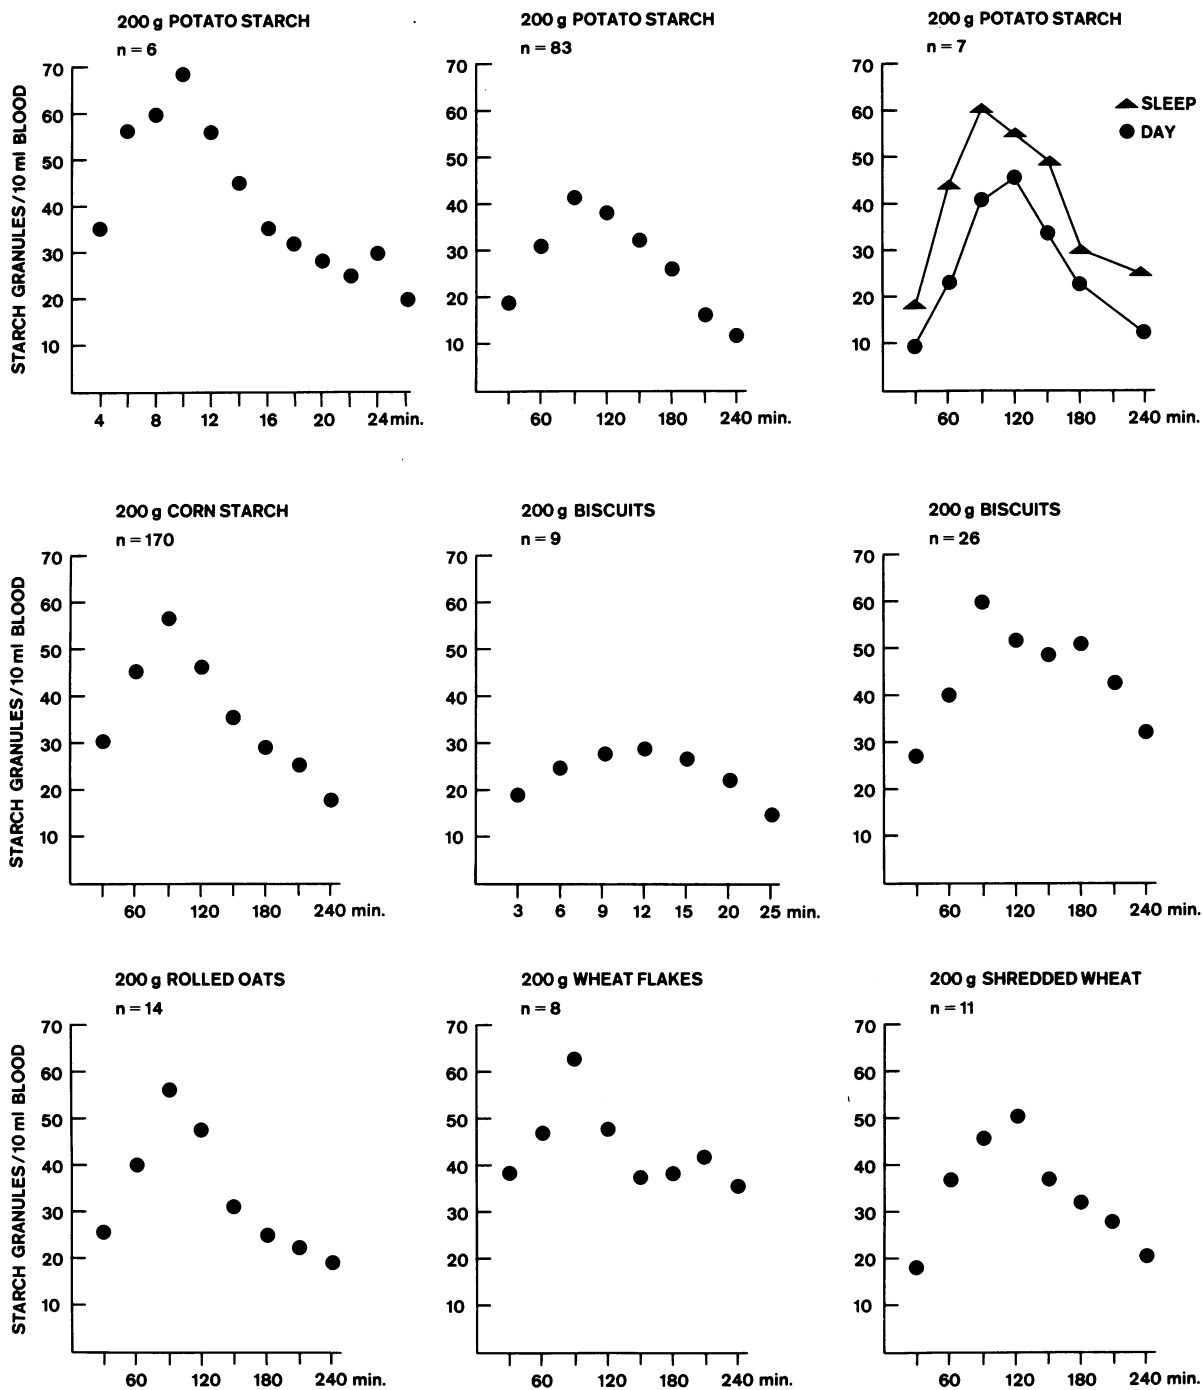 200 g POTATO STARCH
n = 6
STARCH GRANULES/10 ml BLOOD
70
60
50
40
30
20
10
4 8 12 16 20 24 min.
200 g POTATO STARCH
n = 83
70
60
50
40
30
20
10
60 120 180 240 min.
200 g POTATO STARCH
n = 7
SLEEP
DAY
70
60
50
40
30
20
10
60 120 180 240 min.
200 g CORN STARCH
n = 170
STARCH GRANULES/10 ml BLOOD
70
60
50
40
30
20
10
60 120 180 240 min.
200 g BISCUITS
n = 9
70
60
50
40
30
20
10
3 6 9 12 15 20 25 min.
200 g BISCUITS
n = 26
70
60
50
40
30
20
10
60 120 180 240 min.
200 g ROLLED OATS
n = 14
STARCH GRANULES/10 ml BLOOD
70
60
50
40
30
20
10
60 120 180 240 min.
200 g WHEAT FLAKES
n = 8
70
60
50
40
30
20
10
60 120 180 240 min.
200 g SHREDDED WHEAT
n = 11
70
60
50
40
30
20
10
60 120 180 240 min.